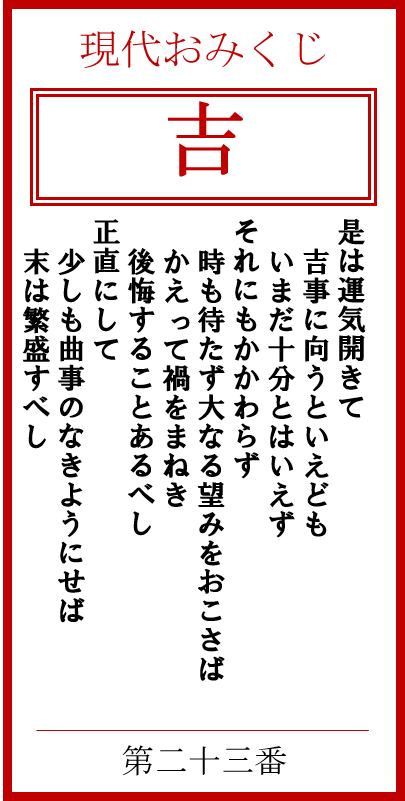 現代おみくじ
吉
是は運気開きて
吉事に向うといえども
いまだ十分とはいえず
それにもかかわらず
時も待たず大なる望みをおこさば
かえって禍をまねき
後悔することあるべし
正直にして
少しも曲事のなきようにせば
末は繁盛すべし
第二十三番